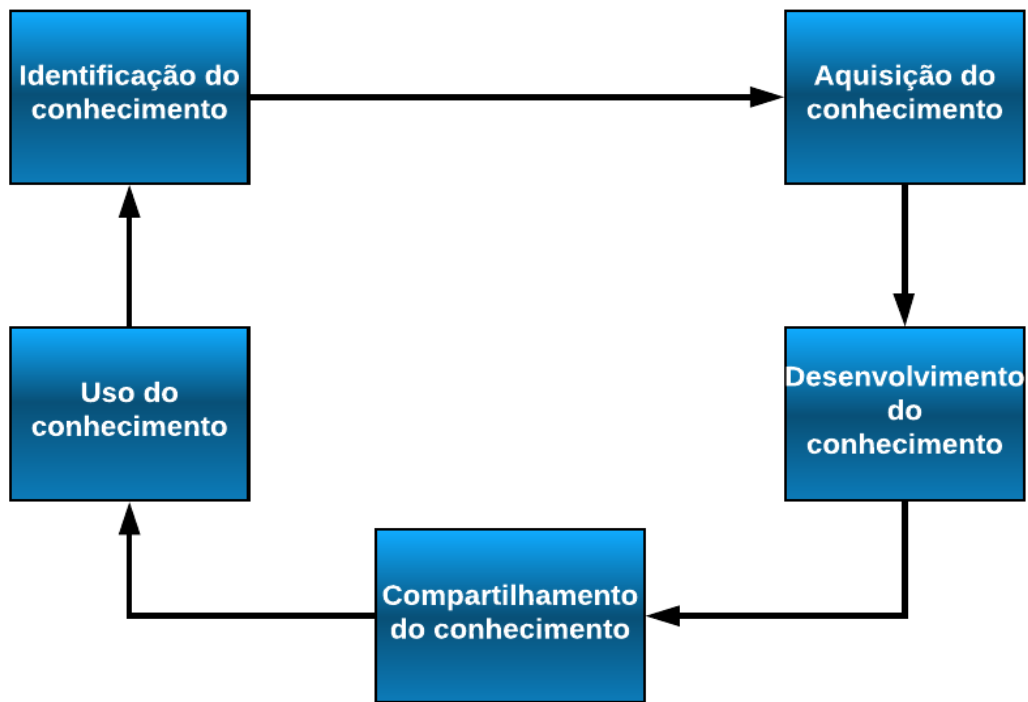 Identificação do
conhecimento
Aquisição do
conhecimento
Desenvolvimento
do
conhecimento
Compartilhamento
do conhecimento
Uso do
conhecimento